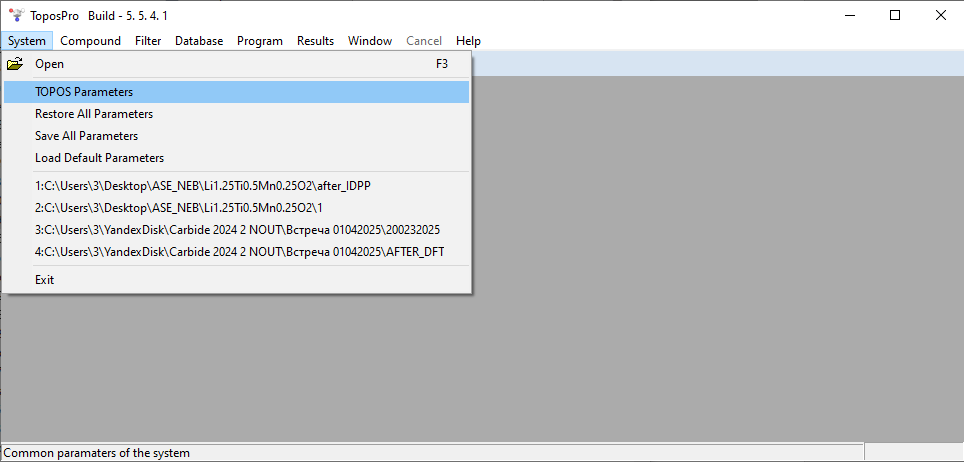 ToposPro Build - 5. 5. 4. 1
System Compound Filter Database Program Results Window Cancel Help
Open F3
TOPOS Parameters
Restore All Parameters
Save All Parameters
Load Default Parameters
1:C:\Users\3\Desktop\ASE_NEB\Li1.25Ti0.5Mn0.25O2\after_IDPP
2:C:\Users\3\Desktop\ASE_NEB\Li1.25Ti0.5Mn0.25O2\1
3:C:\Users\3\YandexDisk\Carbide 2024 2 NOUT\Встреча 01042025\200232025
4:C:\Users\3\YandexDisk\Carbide 2024 2 NOUT\Встреча 01042025\AFTER_DFT
Exit
Common paramaters of the system